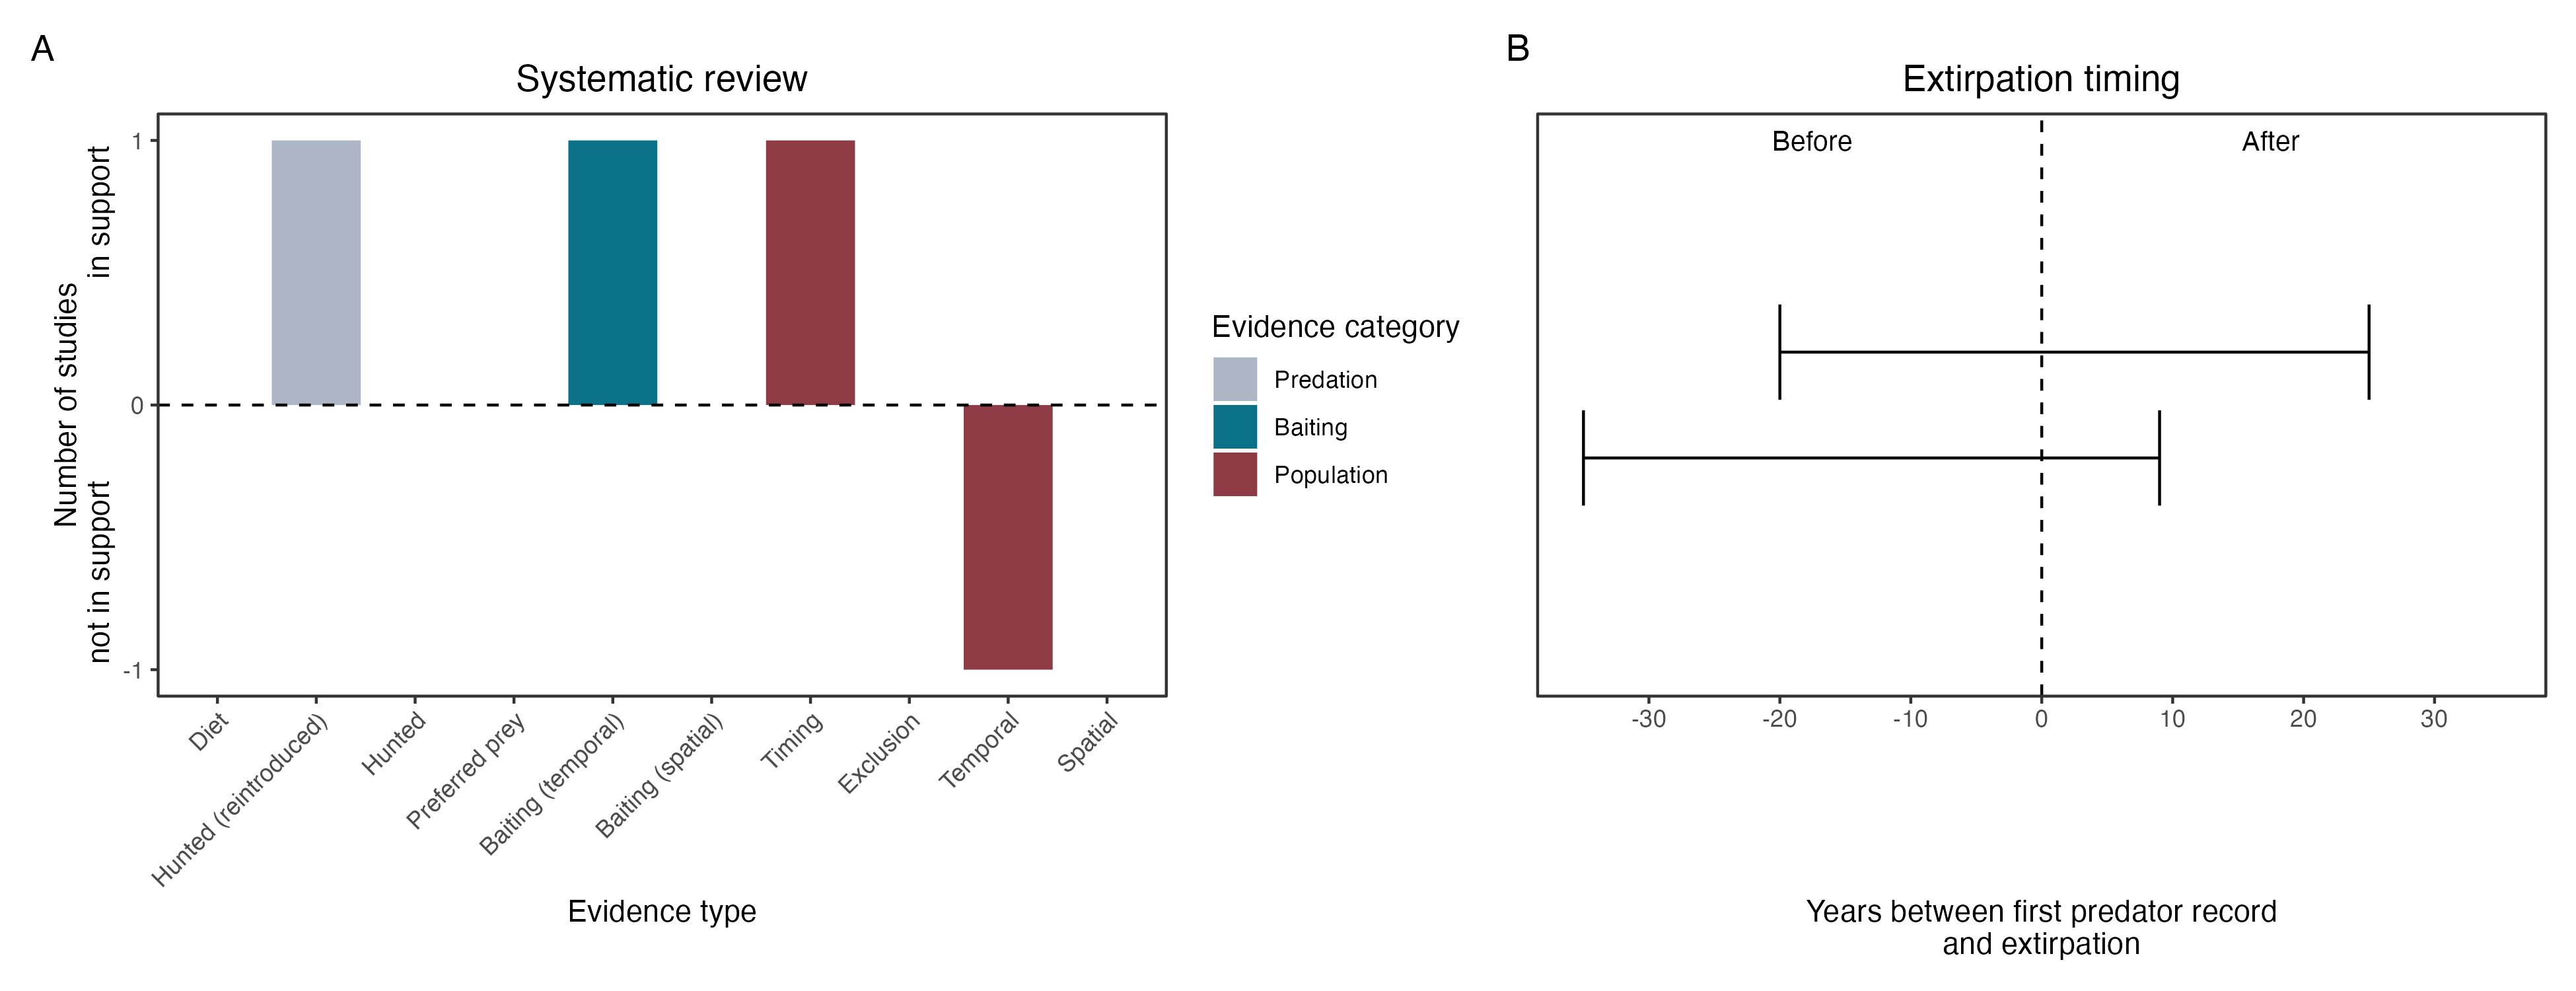 A
Systematic review
Number of studies
in support
not in support
1
0
-1
Diet
Hunted (reintroduced)
Hunted
Preferred prey
Baiting (temporal)
Baiting (spatial)
Timing
Exclusion
Temporal
Spatial
Evidence type
Evidence category
Predation
Baiting
Population
B
Extirpation timing
Before
After
-30
-20
-10
0
10
20
30
Years between first predator record
and extirpation